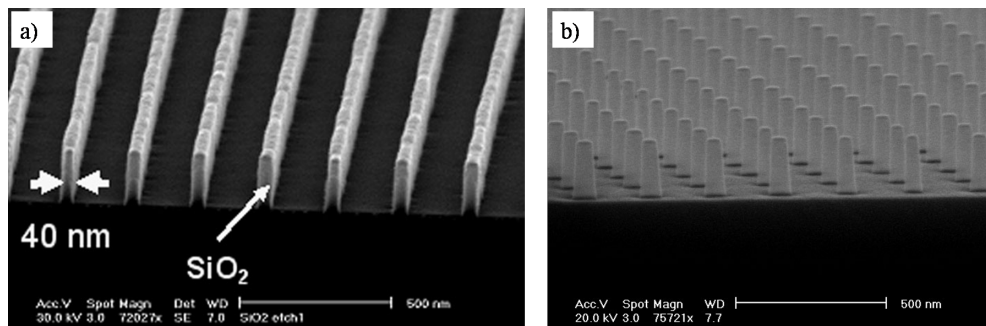 a)
40 nm
SiO₂
Acc.V Spot Magn Det WD 500 nm
30.0 kV 3.0 72027x SE 7.0 SiO2 etch1
b)
Acc.V Spot Magn WD 500 nm
20.0 kV 3.0 75721x 7.7